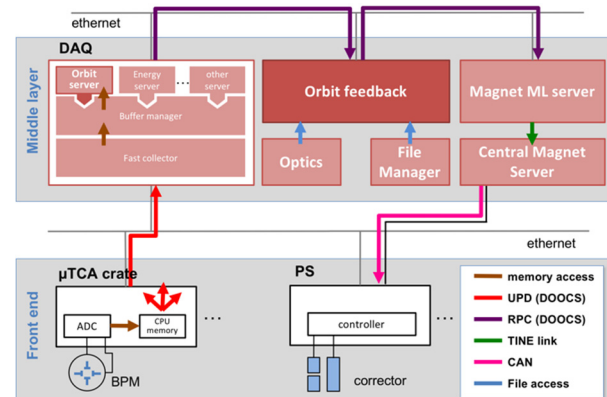 ethernet
DAQ
Middle layer
Orbit
server
Energy
server
...
other
server
Buffer manager
Fast collector
Orbit feedback
Optics
File
Manager
Magnet ML server
Central Magnet
Server
ethernet
Front end
µTCA crate
ADC
CPU
memory
...
BPM
PS
controller
...
corrector
memory access
UPD (DOOCS)
RPC (DOOCS)
TINE link
CAN
File access